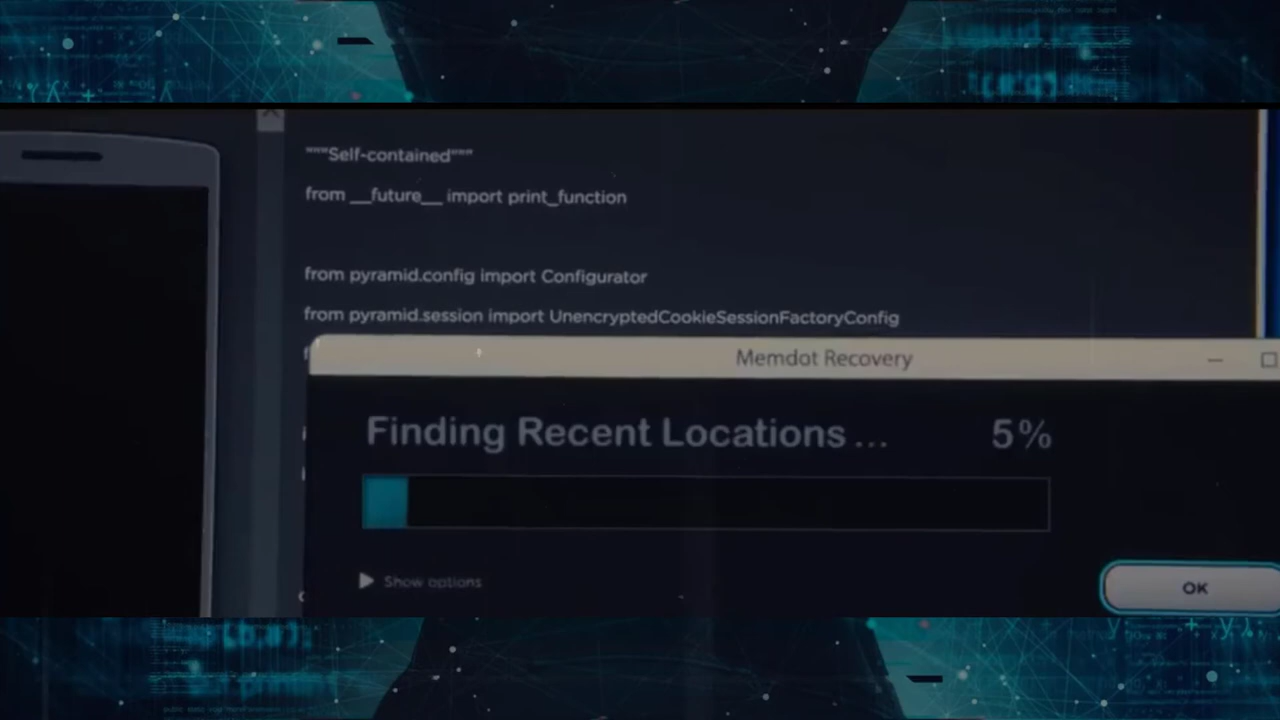 """Self-contained"""
from __future__ import print_function
from pyramid.config import Configurator
from pyramid.session import UnencryptedCookieSessionFactoryConfig
Memdot Recovery
Finding Recent Locations ... 5%
Show options
OK